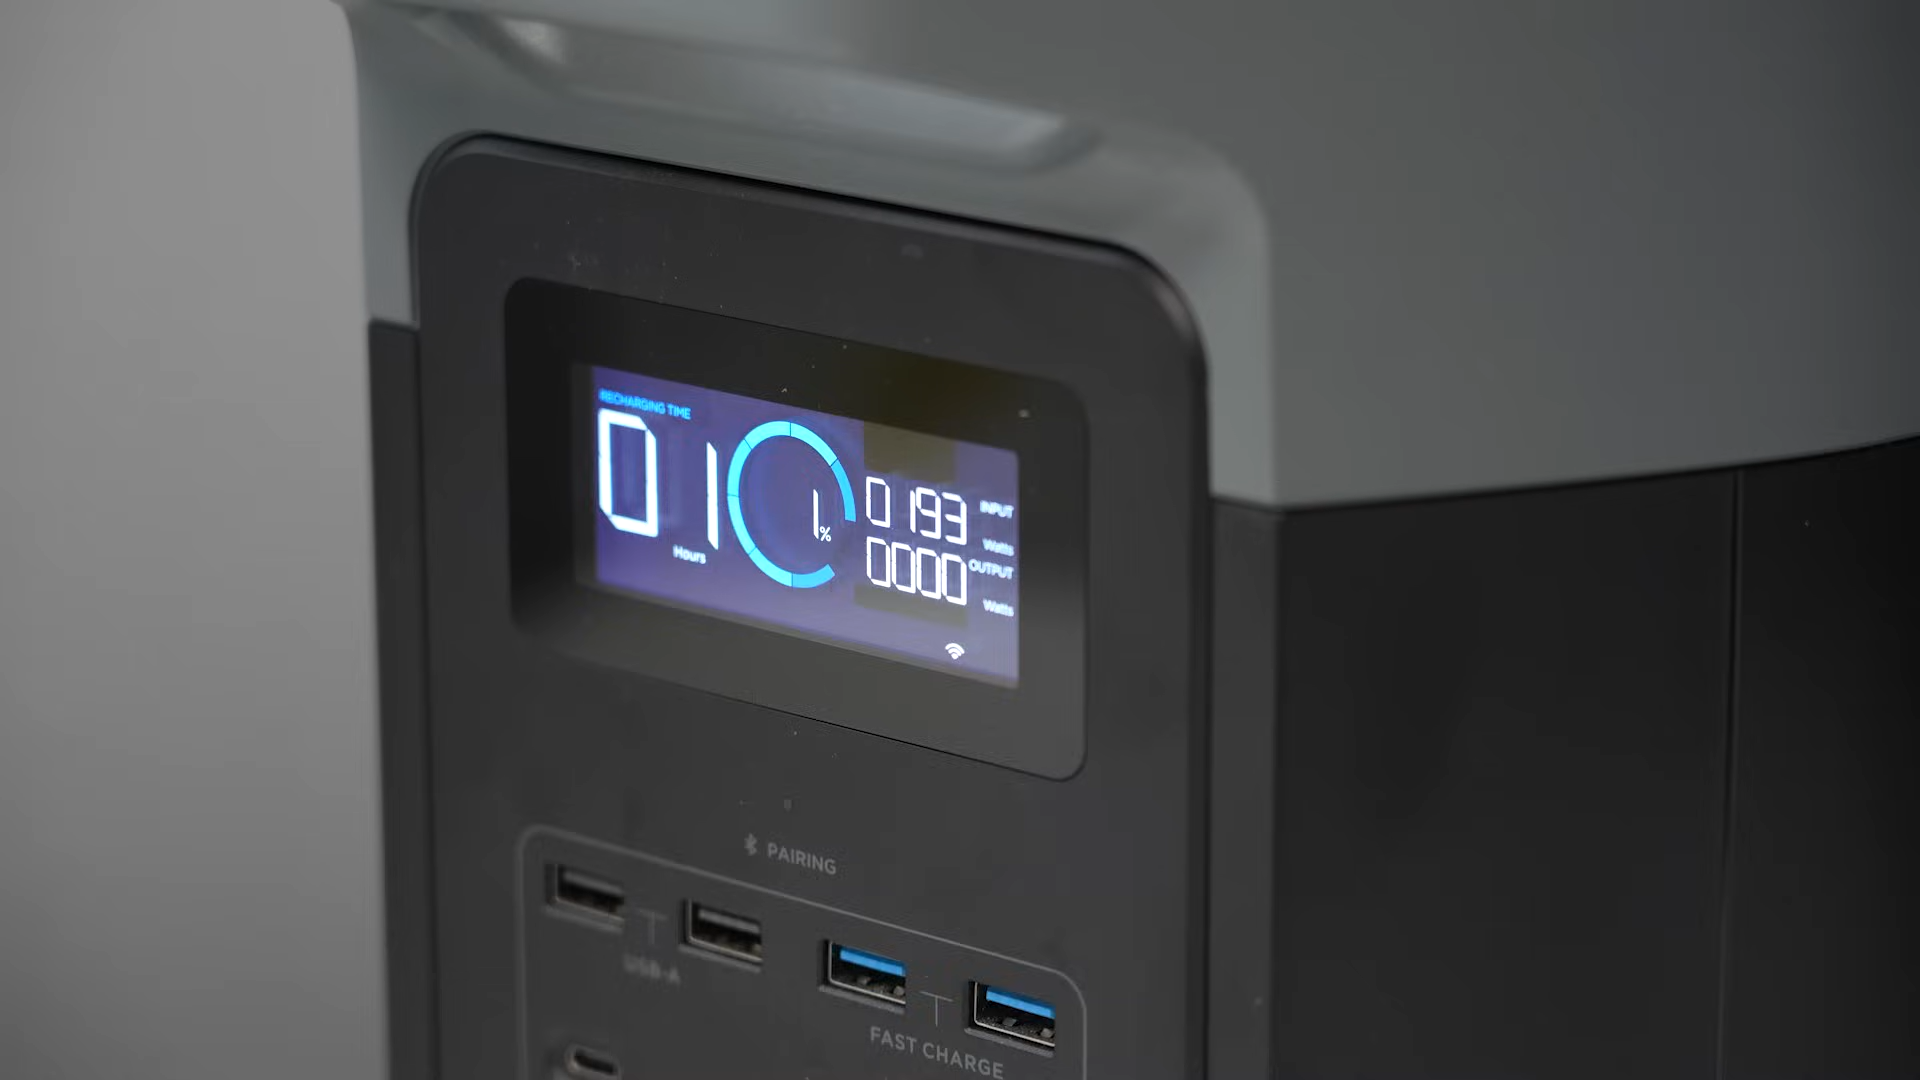 RECHARGING TIME
01
Hours
1%
0193 INPUT
Watts
0000 OUTPUT
Watts
PAIRING
USB-A
FAST CHARGE